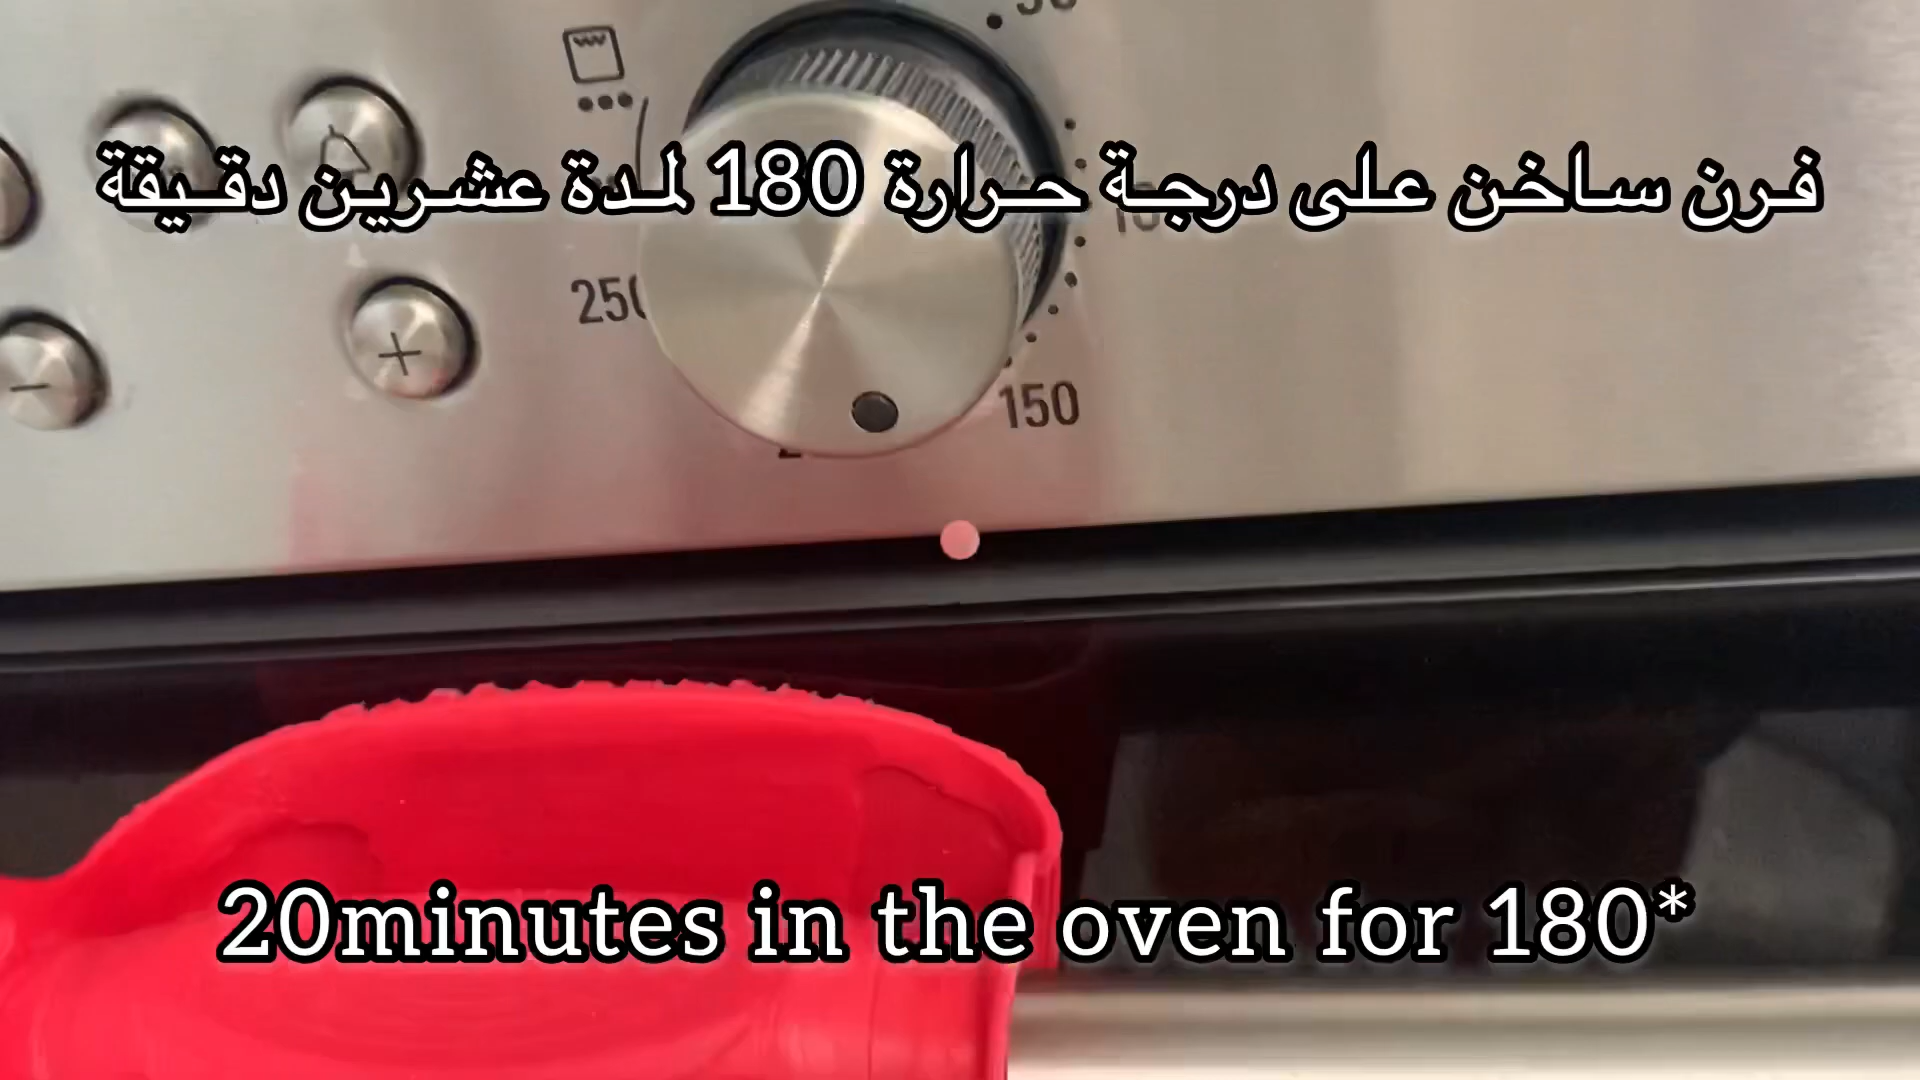 فرن ساخن على درجة حرارة 180 لمدة عشرين دقيقة
250
150
20minutes in the oven for 180*